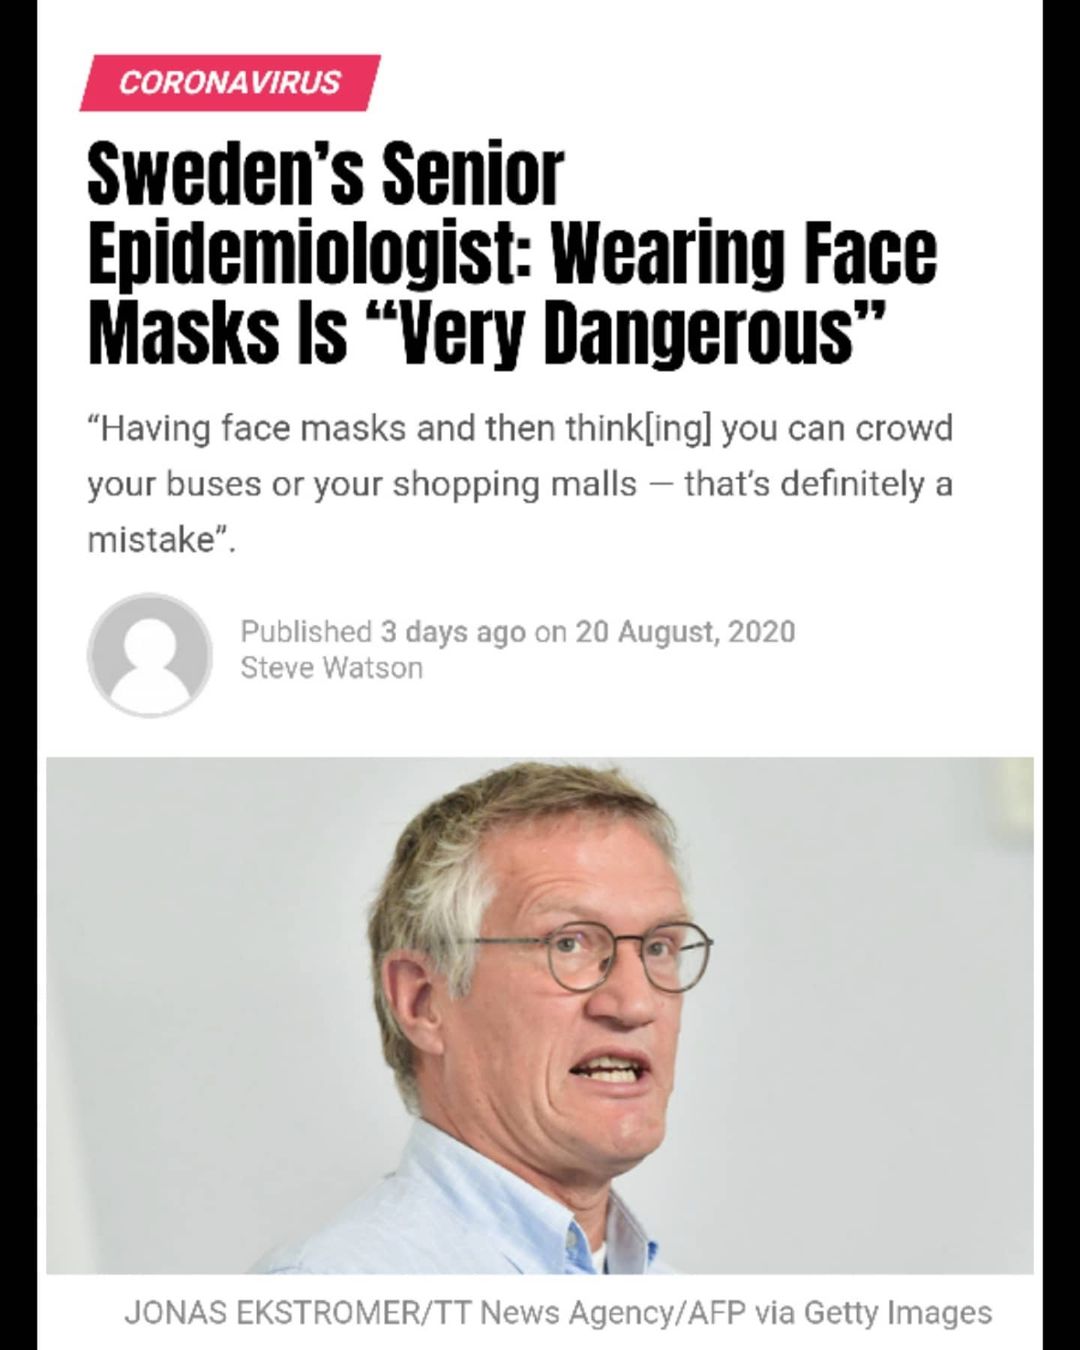 CORONAVIRUS
Sweden’s Senior
Epidemiologist: Wearing Face
Masks Is “Very Dangerous”
“Having face masks and then think[ing] you can crowd
your buses or your shopping malls — that’s definitely a
mistake”.
Published 3 days ago on 20 August, 2020
Steve Watson
JONAS EKSTROMER/TT News Agency/AFP via Getty Images